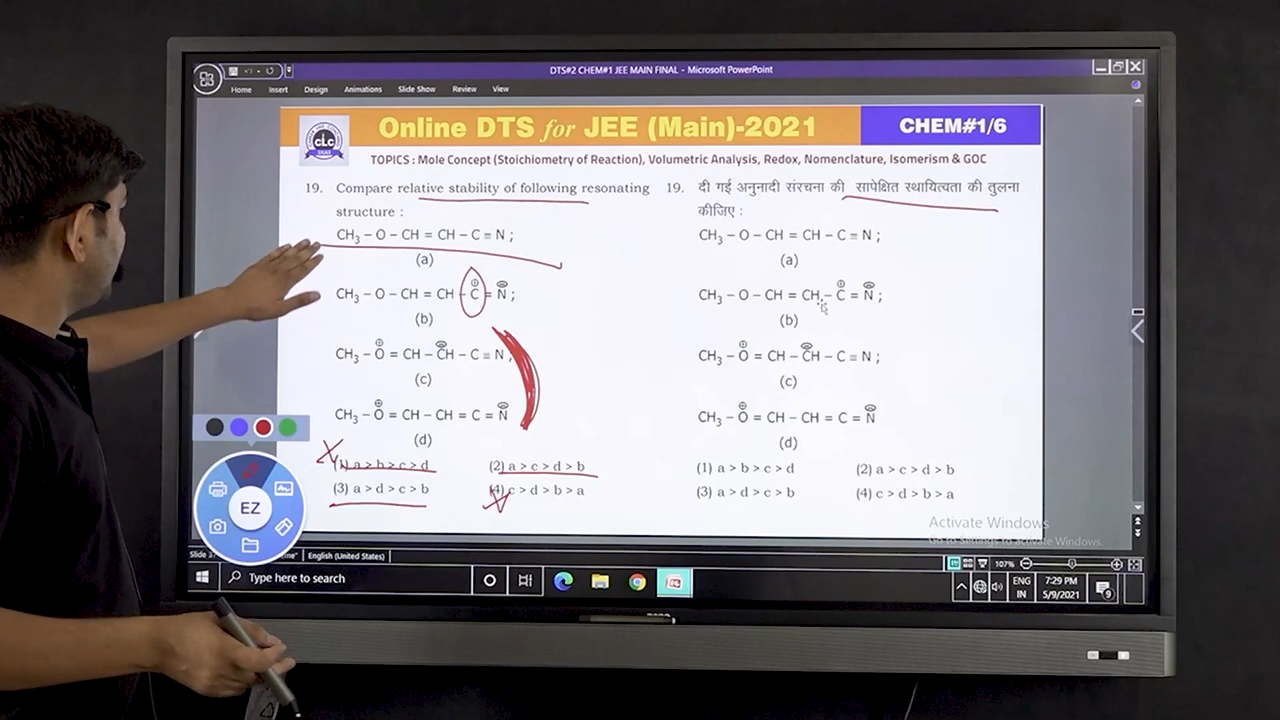 DTS#2 CHEM#1 JEE MAIN FINAL - Microsoft PowerPoint
Home Insert Design Animations Slide Show Review View
CLC
Online DTS for JEE (Main)-2021
CHEM#1/6
TOPICS : Mole Concept (Stoichiometry of Reaction), Volumetric Analysis, Redox, Nomenclature, Isomerism & GOC
19. Compare relative stability of following resonating
structure :
CH₃ – O – CH = CH – C ≡ N ;
(a)
CH₃ – O – CH = CH – C⊕ = N⊖ ;
(b)
CH₃ – O⊕ = CH – C⊖H – C ≡ N ;
(c)
CH₃ – O⊕ = CH – CH = C = N⊖
(d)
(1) a > b > c > d (2) a > c > d > b
(3) a > d > c > b (4) c > d > b > a
19. दी गई अनुनादी संरचना की सापेक्षित स्थायित्वता की तुलना
कीजिए :
CH₃ – O – CH = CH – C ≡ N ;
(a)
CH₃ – O – CH = CH – C⊕ = N⊖ ;
(b)
CH₃ – O⊕ = CH – C⊖H – C ≡ N ;
(c)
CH₃ – O⊕ = CH – CH = C = N⊖
(d)
(1) a > b > c > d (2) a > c > d > b
(3) a > d > c > b (4) c > d > b > a
EZ
Activate Windows
Go to Settings to activate Windows.
English (United States)
107%
Type here to search
ENG
IN
7:29 PM
5/9/2021